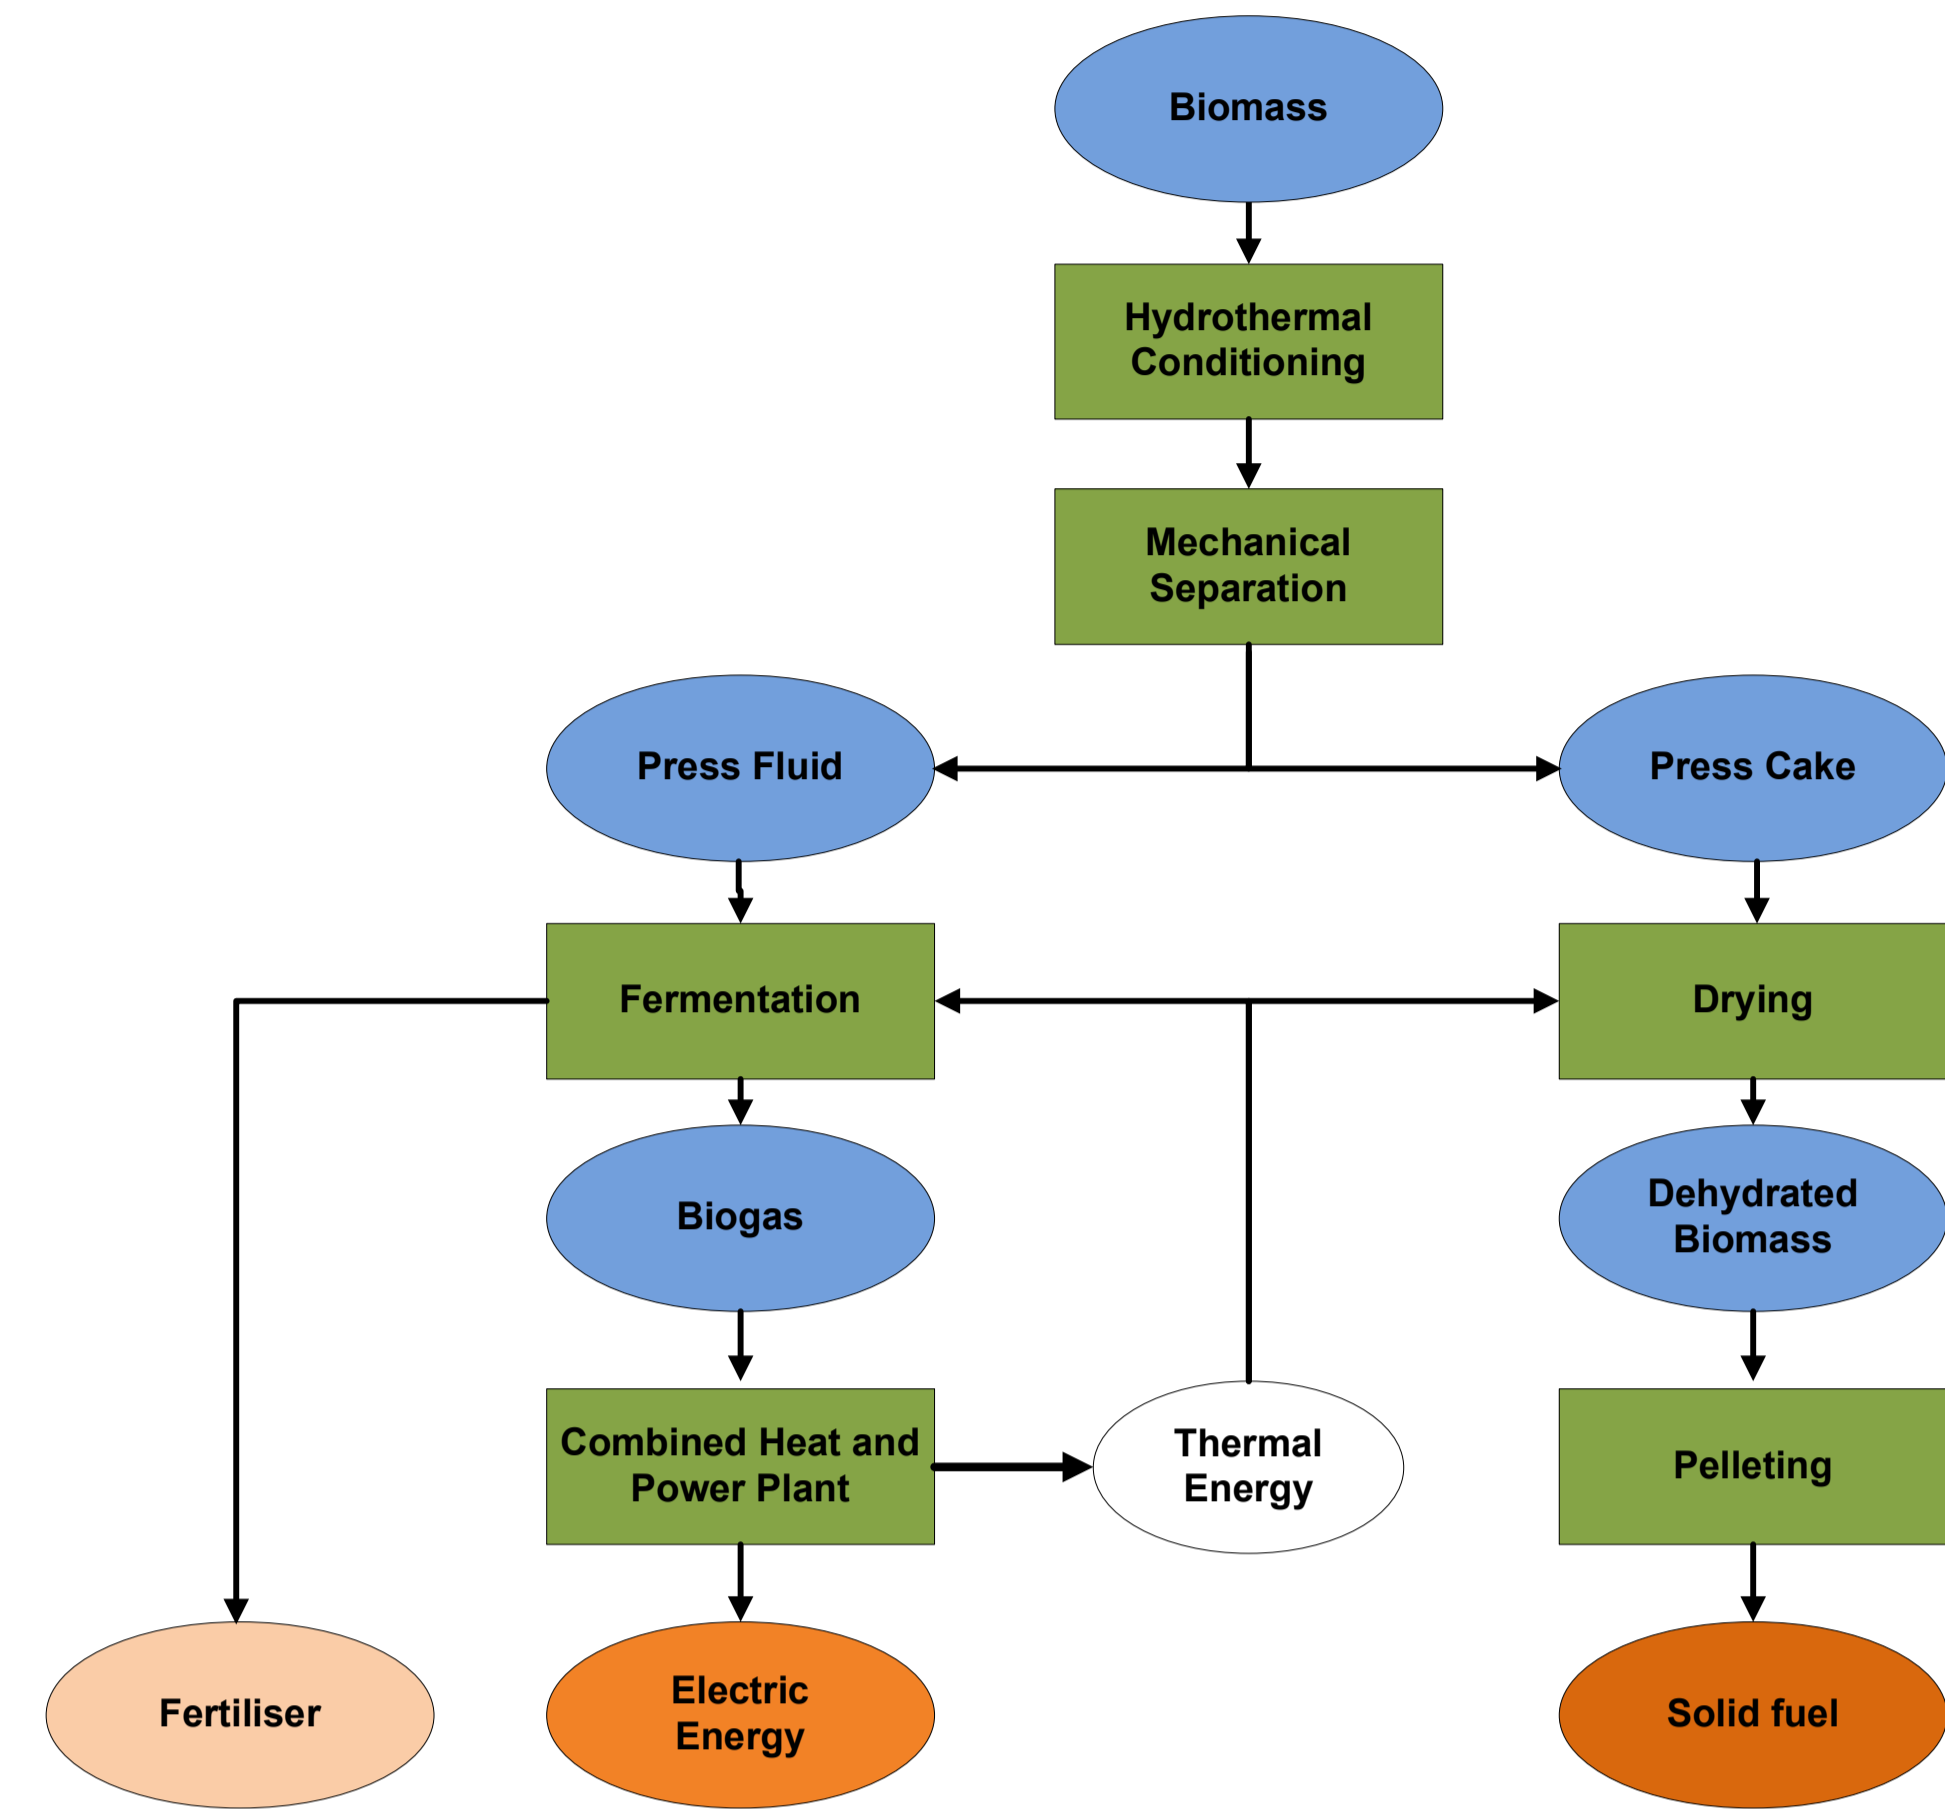 Biomass
Hydrothermal
Conditioning
Mechanical
Separation
Press Fluid
Press Cake
Fermentation
Drying
Biogas
Dehydrated
Biomass
Combined Heat and
Power Plant
Thermal
Energy
Pelleting
Fertiliser
Electric
Energy
Solid fuel